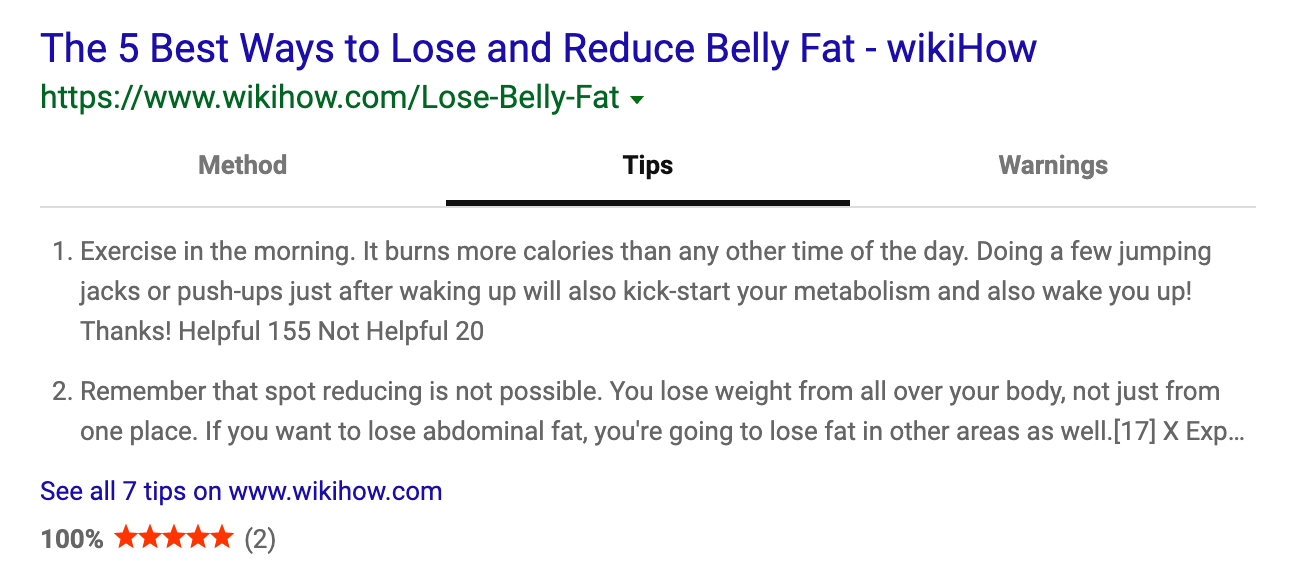 The 5 Best Ways to Lose and Reduce Belly Fat - wikiHow
https://www.wikihow.com/Lose-Belly-Fat
Method Tips Warnings
1. Exercise in the morning. It burns more calories than any other time of the day. Doing a few jumping
jacks or push-ups just after waking up will also kick-start your metabolism and also wake you up!
Thanks! Helpful 155 Not Helpful 20
2. Remember that spot reducing is not possible. You lose weight from all over your body, not just from
one place. If you want to lose abdominal fat, you're going to lose fat in other areas as well.[17] X Exp...
See all 7 tips on www.wikihow.com
100% ★★★★★ (2)